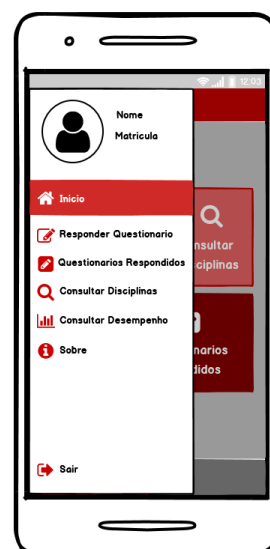 12:03
Nome
Matricula
Inicio
Responder Questionario
Questionarios Respondidos
Consultar Disciplinas
Consultar Desempenho
Sobre
Sair
nsultar
ciplinas
narios
didos